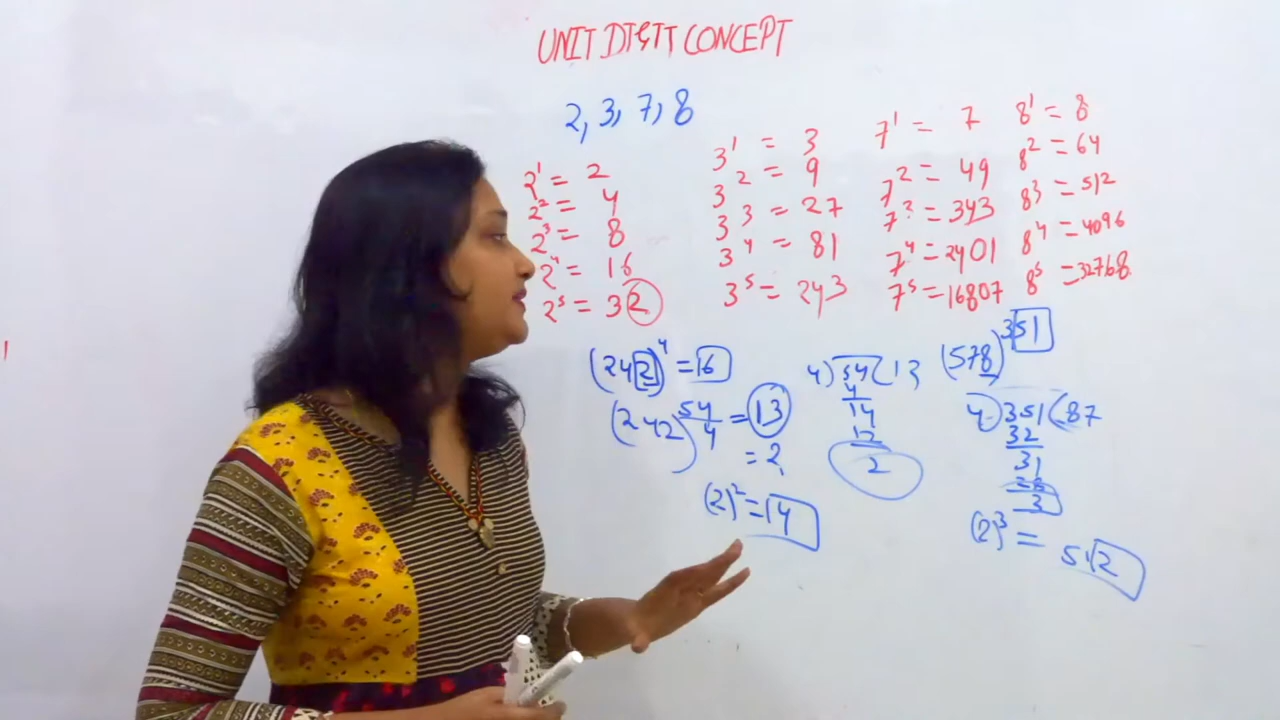 UNIT DIGIT CONCEPT
2, 3, 7, 8
2¹ = 2
2² = 4
2³ = 8
2⁴ = 16
2⁵ = 32
3¹ = 3
3² = 9
3³ = 27
3⁴ = 81
3⁵ = 243
7¹ = 7
7² = 49
7³ = 343
7⁴ = 2401
7⁵ = 16807
8¹ = 8
8² = 64
8³ = 512
8⁴ = 4096
8⁵ = 32768
(242)⁴ = 16
(242)^54/4 = 13
= 2
(2)² = 4
4) 54 ( 13
4
14
12
2
(578)^351
4) 351 ( 87
32
31
28
3
(2)³ = 512